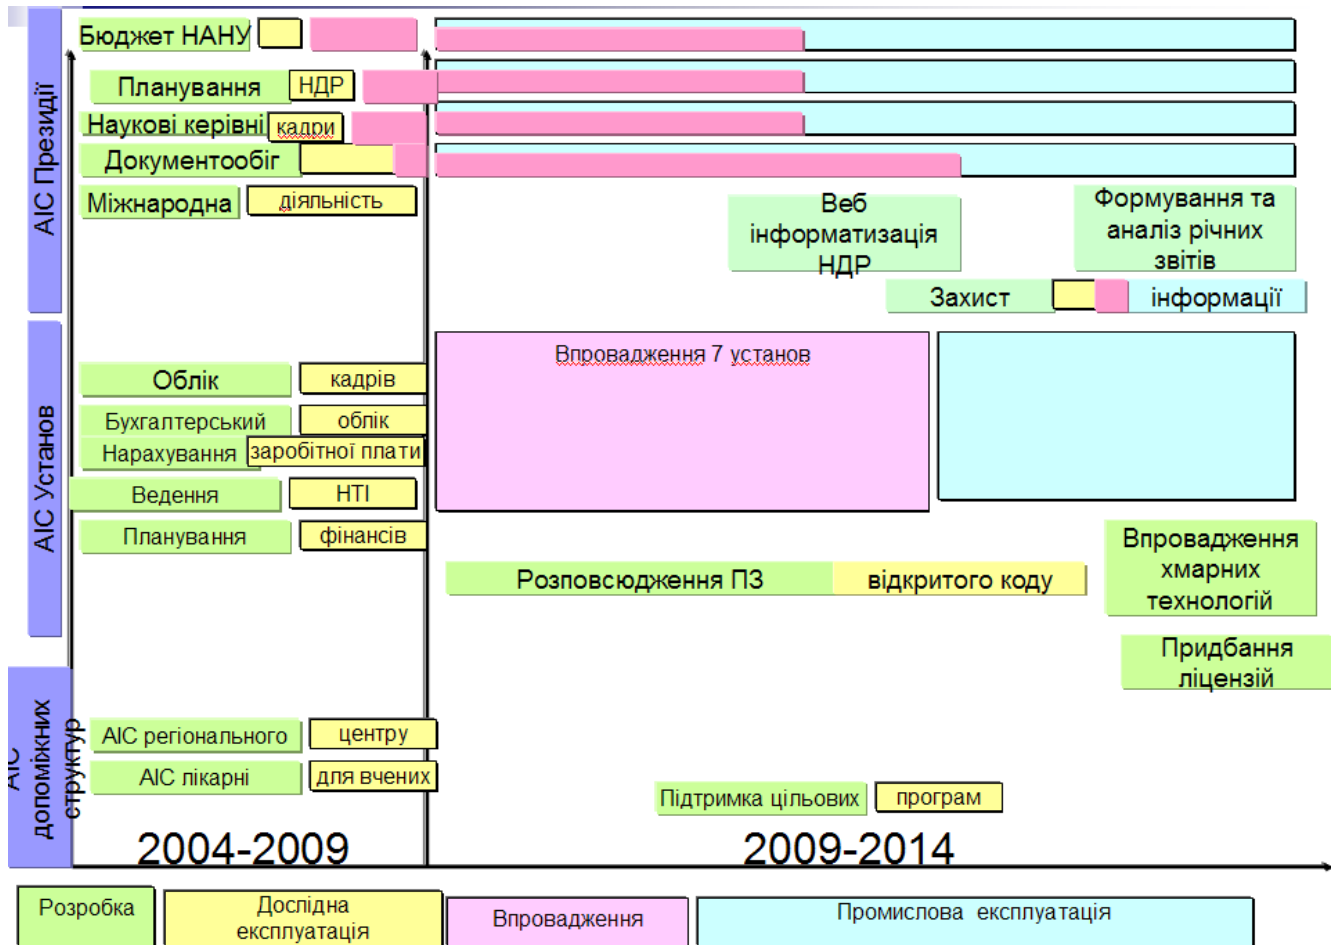 АІС Президії
Бюджет НАНУ
Планування НДР
Наукові керівні кадри
Документообіг
Міжнародна діяльність
Веб
інформатизація
НДР
Формування та
аналіз річних
звітів
Захист інформації
АІС Установ
Впровадження 7 установ
Облік кадрів
Бухгалтерський облік
Нарахування заробітної плати
Ведення НТІ
Планування фінансів
Розповсюдження ПЗ відкритого коду
Впровадження
хмарних
технологій
Придбання
ліцензій
АІС
допоміжних
структур
АІС регіонального центру
АІС лікарні для вчених
Підтримка цільових програм
2004-2009 2009-2014
Розробка
Дослідна
експлуатація
Впровадження
Промислова експлуатація